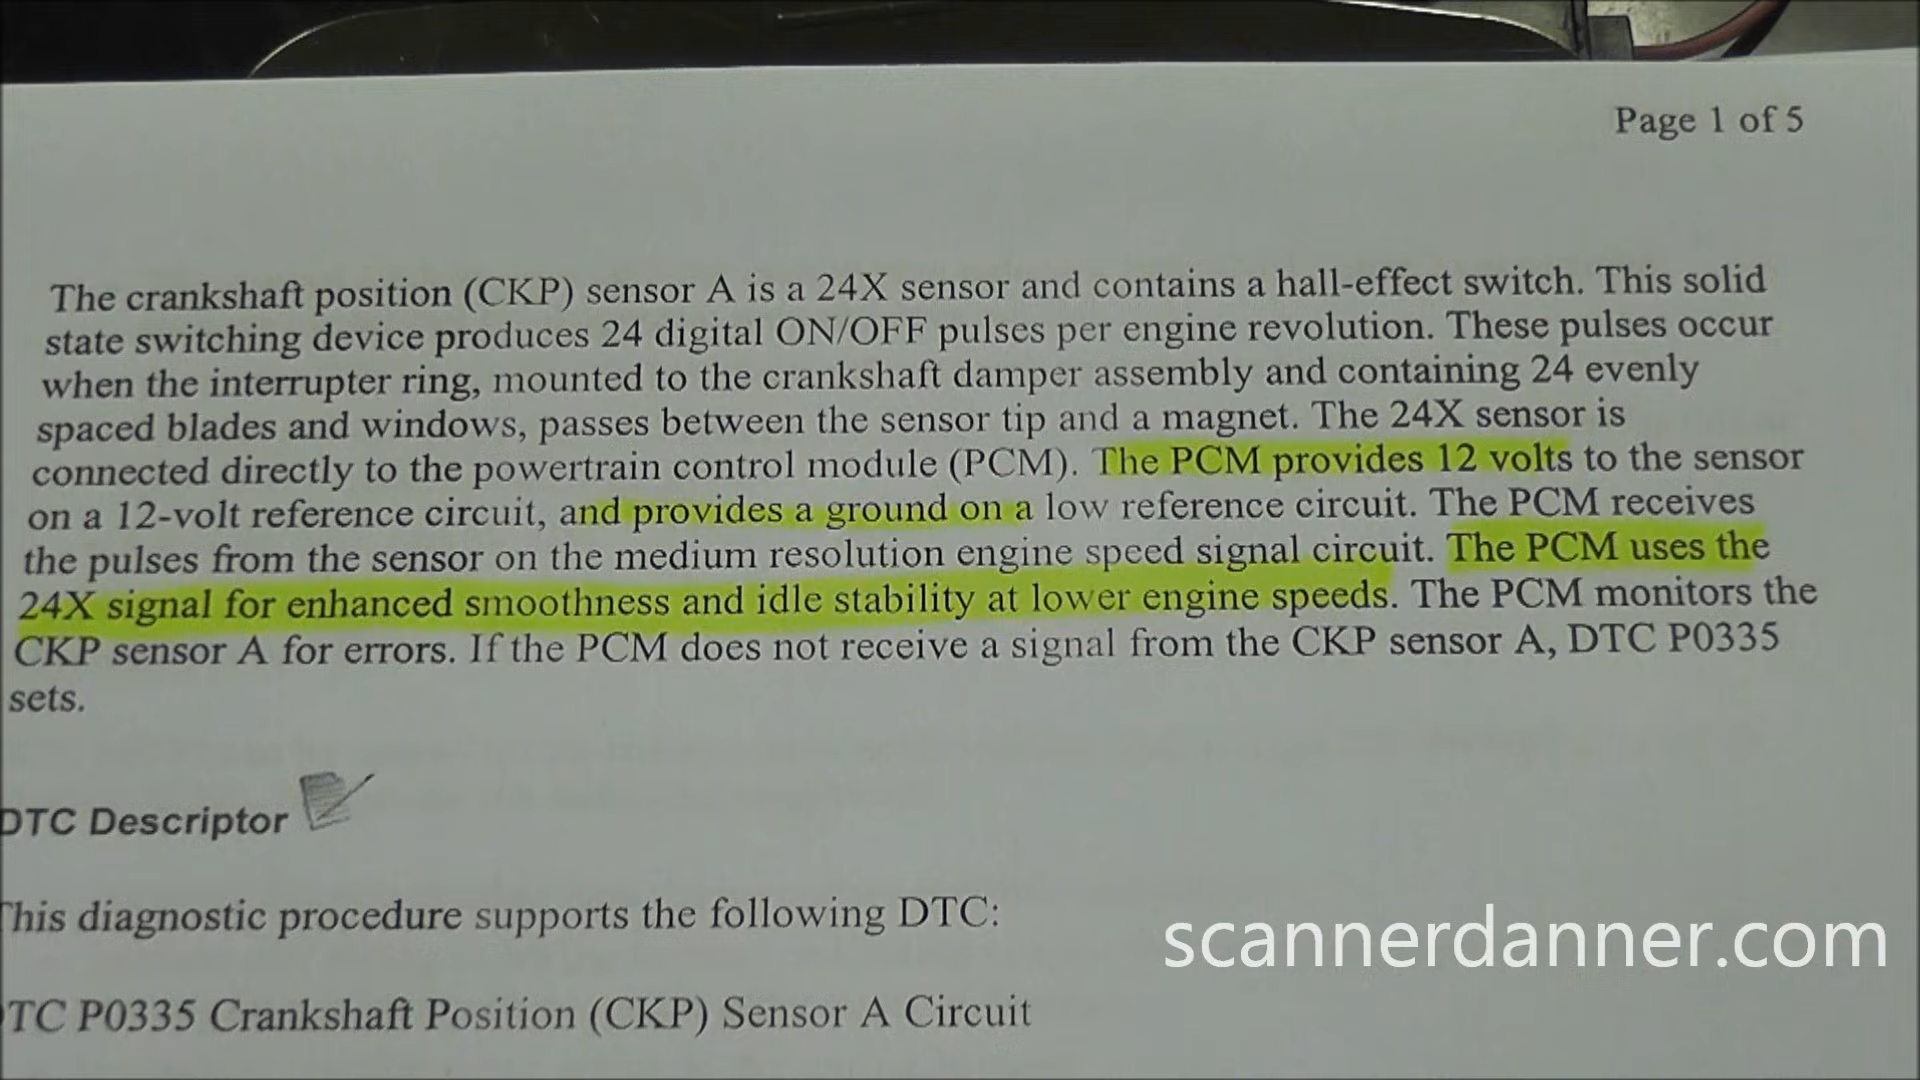 Page 1 of 5
The crankshaft position (CKP) sensor A is a 24X sensor and contains a hall-effect switch. This solid
state switching device produces 24 digital ON/OFF pulses per engine revolution. These pulses occur
when the interrupter ring, mounted to the crankshaft damper assembly and containing 24 evenly
spaced blades and windows, passes between the sensor tip and a magnet. The 24X sensor is
connected directly to the powertrain control module (PCM). The PCM provides 12 volts to the sensor
on a 12-volt reference circuit, and provides a ground on a low reference circuit. The PCM receives
the pulses from the sensor on the medium resolution engine speed signal circuit. The PCM uses the
24X signal for enhanced smoothness and idle stability at lower engine speeds. The PCM monitors the
CKP sensor A for errors. If the PCM does not receive a signal from the CKP sensor A, DTC P0335
sets.
DTC Descriptor
This diagnostic procedure supports the following DTC:
scannerdanner.com
DTC P0335 Crankshaft Position (CKP) Sensor A Circuit